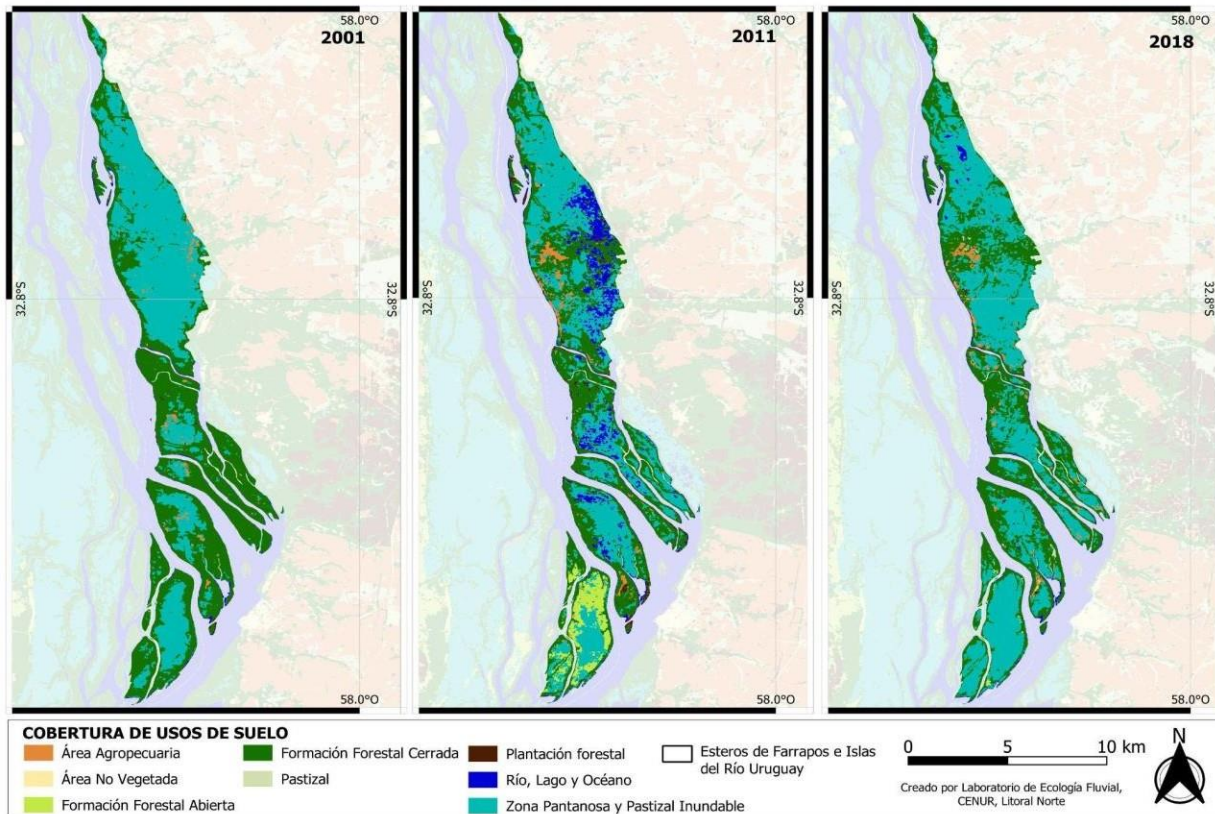 58.0°O
2001
58.0°O
2011
58.0°O
2018
32.8°S
32.8°S
32.8°S
32.8°S
58.0°O
58.0°O
58.0°O
COBERTURA DE USOS DE SUELO
Área Agropecuaria
Área No Vegetada
Formación Forestal Abierta
Formación Forestal Cerrada
Pastizal
Plantación forestal
Río, Lago y Océano
Zona Pantanosa y Pastizal Inundable
Esteros de Farrapos e Islas
del Río Uruguay
0 5 10 km
Creado por Laboratorio de Ecología Fluvial,
CENUR, Litoral Norte
N